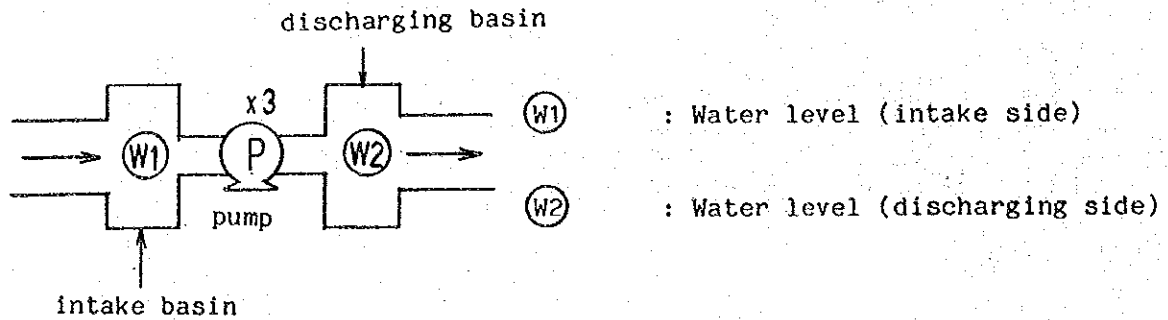 discharging basin
x3
W1 : Water level (intake side)
W1 P W2
pump
W2 : Water level (discharging side)
intake basin